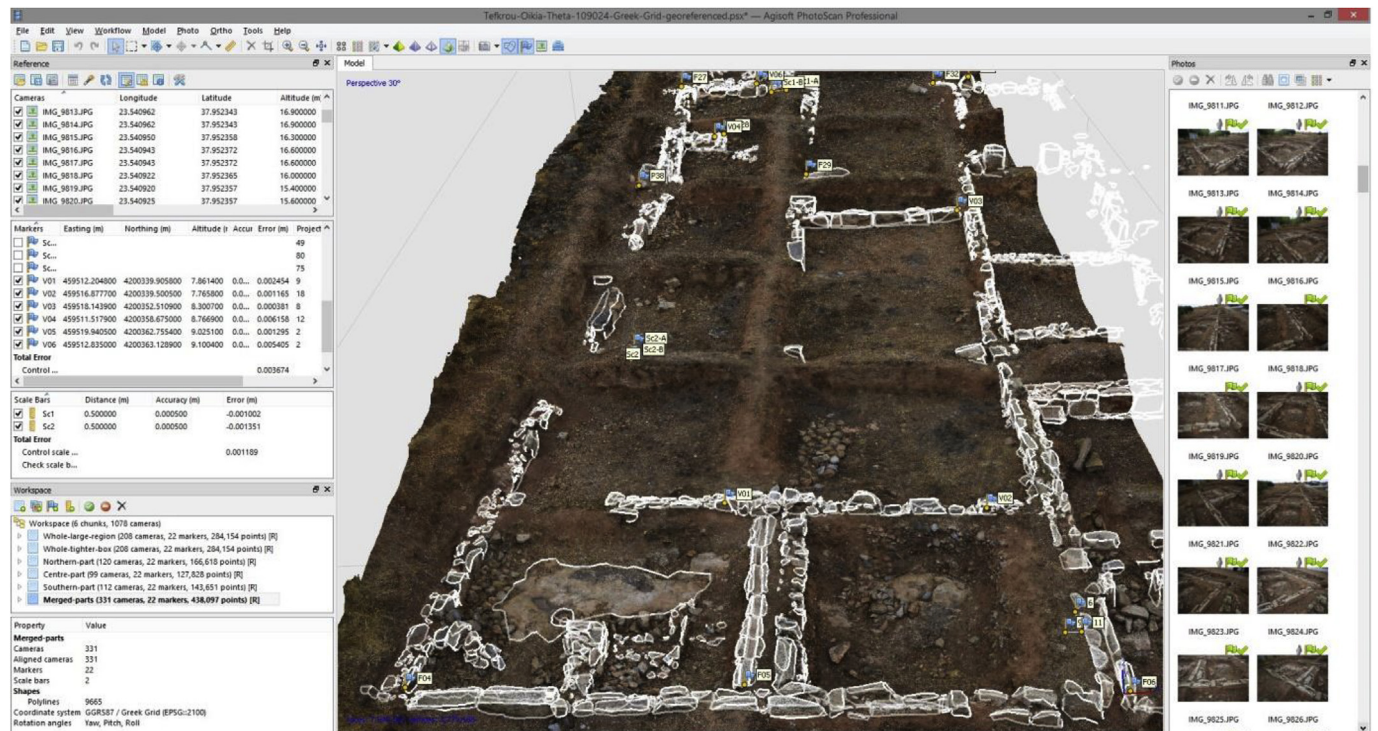 Tefkrou-Oikia-Theta-109024-Greek-Grid-georeferenced.psx* — Agisoft PhotoScan Professional
File Edit View Workflow Model Photo Ortho Tools Help
Reference
Cameras Longitude Latitude Altitude (m)
IMG_9813.JPG 23.540962 37.952343 16.900000
IMG_9814.JPG 23.540962 37.952343 16.900000
IMG_9815.JPG 23.540950 37.952358 16.300000
IMG_9816.JPG 23.540943 37.952372 16.600000
IMG_9817.JPG 23.540943 37.952372 16.600000
IMG_9818.JPG 23.540922 37.952365 16.000000
IMG_9819.JPG 23.540920 37.952357 15.400000
IMG_9820.JPG 23.540925 37.952357 15.600000
Markers Easting (m) Northing (m) Altitude (r Accur Error (m) Project
Sc... 49
Sc... 80
Sc... 75
V01 459512.204800 4200339.905800 7.861400 0.0... 0.002454 9
V02 459516.877700 4200339.500500 7.765800 0.0... 0.001165 18
V03 459518.143900 4200352.510900 8.300700 0.0... 0.000381 8
V04 459511.517900 4200358.675000 8.766900 0.0... 0.006158 12
V05 459519.940500 4200362.755400 9.025100 0.0... 0.001295 2
V06 459512.835000 4200363.128900 9.100400 0.0... 0.005405 2
Total Error
Control ... 0.003674
Scale Bars Distance (m) Accuracy (m) Error (m)
Sc1 0.500000 0.000500 -0.001002
Sc2 0.500000 0.000500 -0.001351
Total Error
Control scale ... 0.001189
Check scale b...
Workspace
Workspace (6 chunks, 1078 cameras)
Whole-large-region (208 cameras, 22 markers, 284,154 points) [R]
Whole-tighter-box (208 cameras, 22 markers, 284,154 points) [R]
Northern-part (120 cameras, 22 markers, 166,618 points) [R]
Centre-part (99 cameras, 22 markers, 127,828 points) [R]
Southern-part (112 cameras, 22 markers, 143,651 points) [R]
Merged-parts (331 cameras, 22 markers, 438,097 points) [R]
Property Value
Merged-parts
Cameras 331
Aligned cameras 331
Markers 22
Scale bars 2
Shapes
Polylines 9665
Coordinate system GGRS87 / Greek Grid (EPSG::2100)
Rotation angles Yaw, Pitch, Roll
Model
Perspective 30°
F27 V06 Sc1-B F32
V04
F29
P38
V03
Sc2-A
Sc2 Sc2-B
V01 V02
6
11
F04 F05 F06
Photos
IMG_9811.JPG IMG_9812.JPG
IMG_9813.JPG IMG_9814.JPG
IMG_9815.JPG IMG_9816.JPG
IMG_9817.JPG IMG_9818.JPG
IMG_9819.JPG IMG_9820.JPG
IMG_9821.JPG IMG_9822.JPG
IMG_9823.JPG IMG_9824.JPG
IMG_9825.JPG IMG_9826.JPG